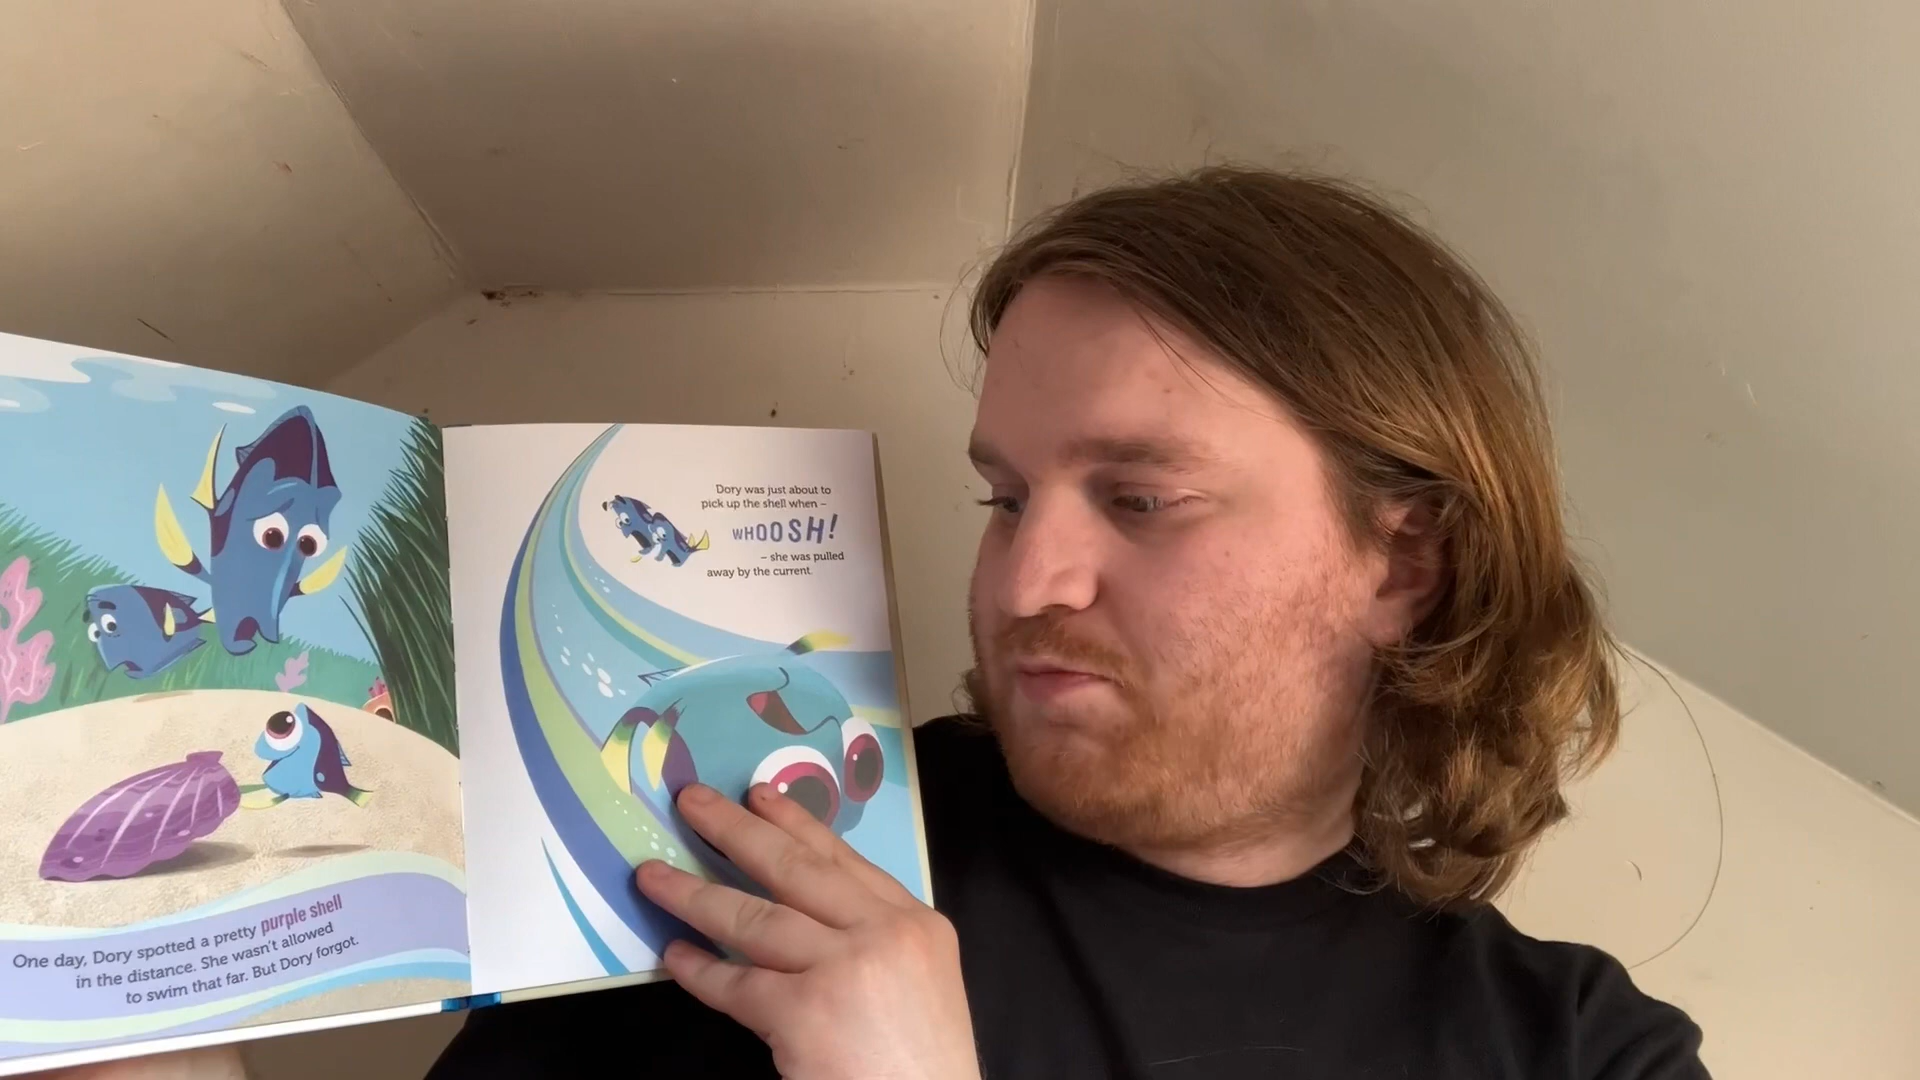 One day, Dory spotted a pretty purple shell
in the distance. She wasn't allowed
to swim that far. But Dory forgot.
Dory was just about to
pick up the shell when –
WHOOSH!
– she was pulled
away by the current.